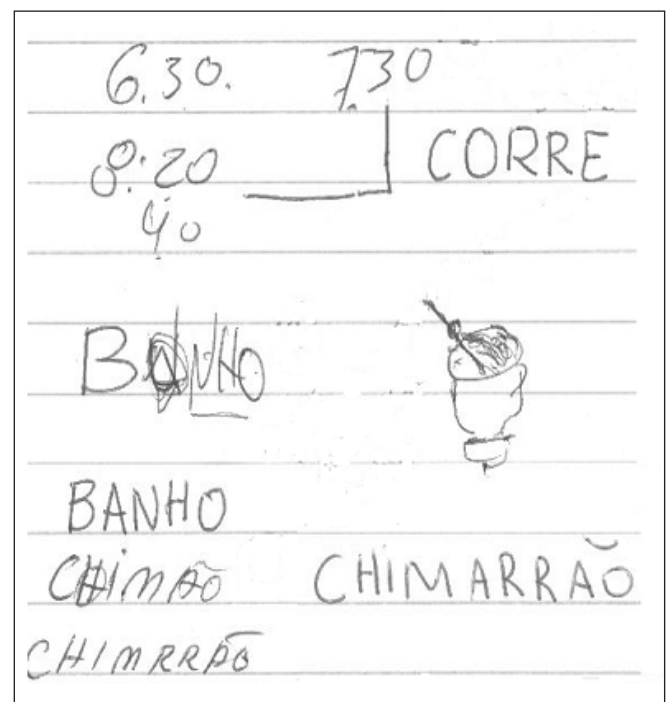 6.30. 7.30
8:20 CORRE
40
BANHO
BANHO
CHIMÃO CHIMARRÃO
CHIMRRÃO